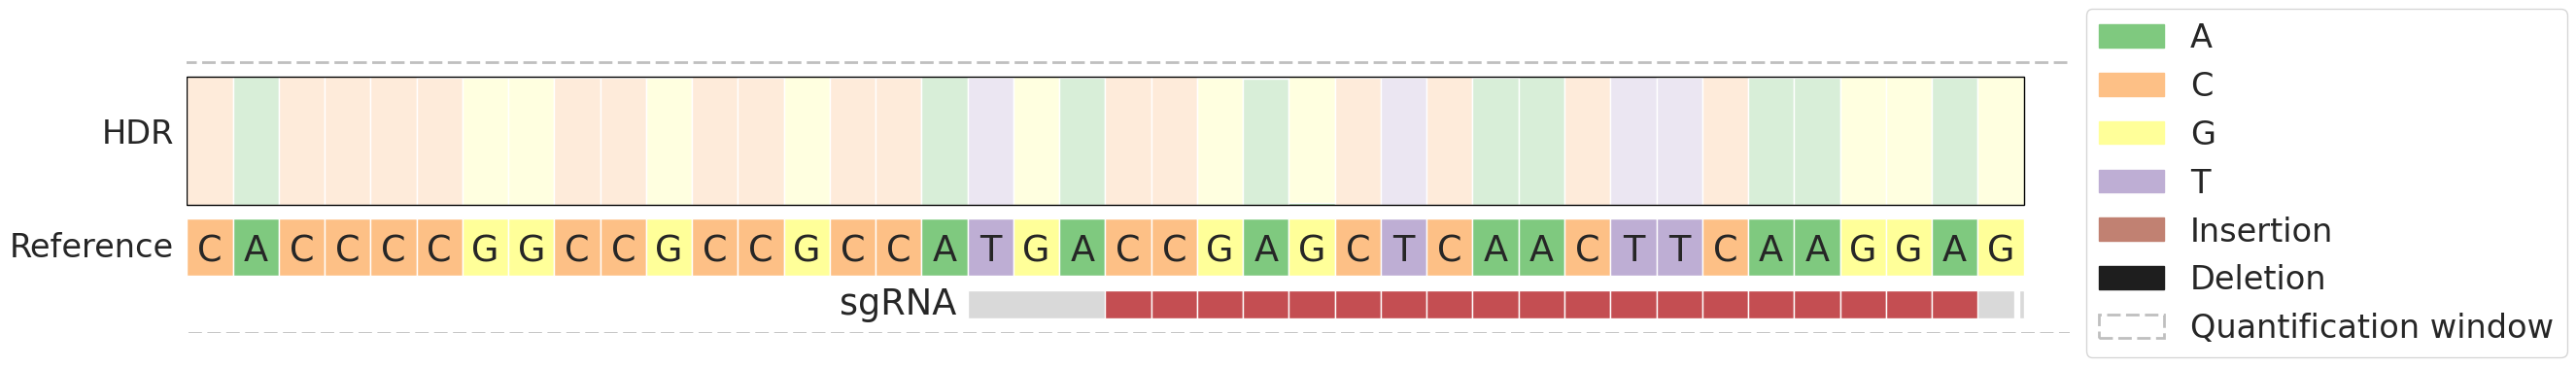 HDR
Reference C A C C C C G G C C G C C G C C A T G A C C G A G C T C A A C T T C A A G G A G
sgRNA
A
C
G
T
Insertion
Deletion
Quantification window